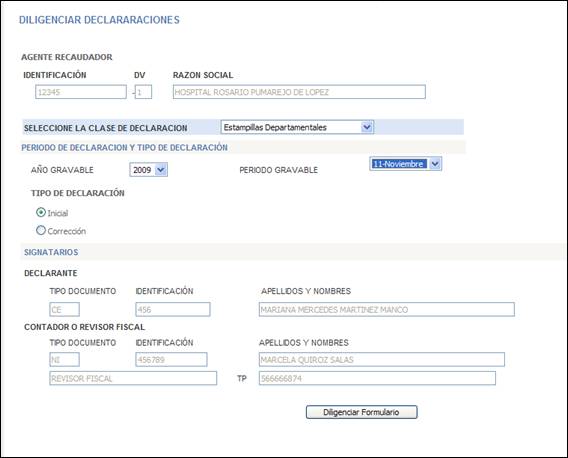 DILIGENCIAR DECLARARACIONES
AGENTE RECAUDADOR
IDENTIFICACIÓN DV RAZON SOCIAL
12345 - 1 HOSPITAL ROSARIO PUMAREJO DE LOPEZ
SELECCIONE LA CLASE DE DECLARACION Estampillas Departamentales
PERIODO DE DECLARACION Y TIPO DE DECLARACIÓN
AÑO GRAVABLE 2009 PERIODO GRAVABLE 11-Noviembre
TIPO DE DECLARACIÓN
Inicial
Corrección
SIGNATARIOS
DECLARANTE
TIPO DOCUMENTO IDENTIFICACIÓN APELLIDOS Y NOMBRES
CE 456 MARIANA MERCEDES MARTINEZ MANCO
CONTADOR O REVISOR FISCAL
TIPO DOCUMENTO IDENTIFICACIÓN APELLIDOS Y NOMBRES
NI 456789 MARCELA QUIROZ SALAS
REVISOR FISCAL TP 566666874
Diligenciar Formulario